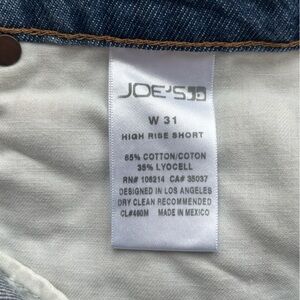 JOE'S
W 31
HIGH RISE SHORT
65% COTTON/COTON
35% LYOCELL
RN# 106214 CA# 35037
DESIGNED IN LOS ANGELES
DRY CLEAN RECOMMENDED
CL#460M MADE IN MEXICO